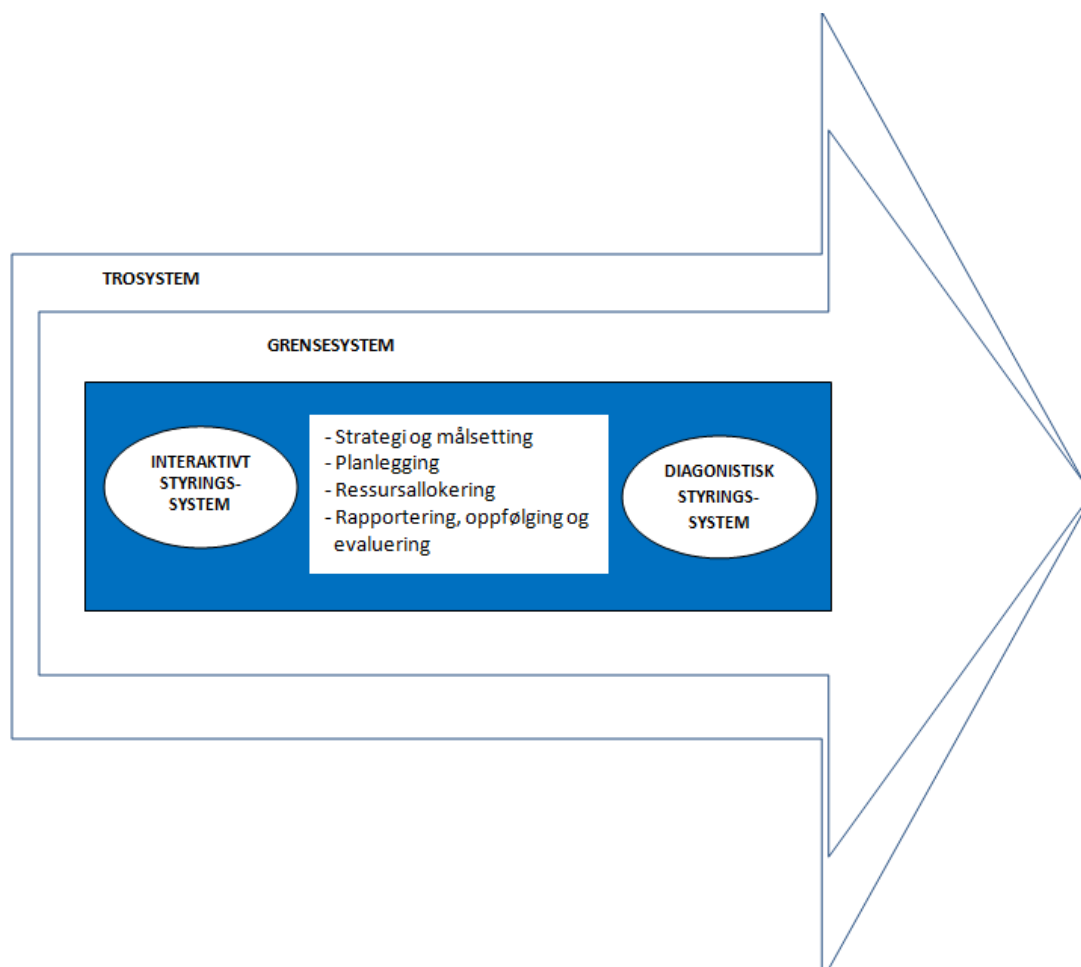 TROSYSTEM
GRENSESYSTEM
INTERAKTIVT
STYRINGS-
SYSTEM
- Strategi og målsetting
- Planlegging
- Ressursallokering
- Rapportering, oppfølging og
evaluering
DIAGONISTISK
STYRINGS-
SYSTEM